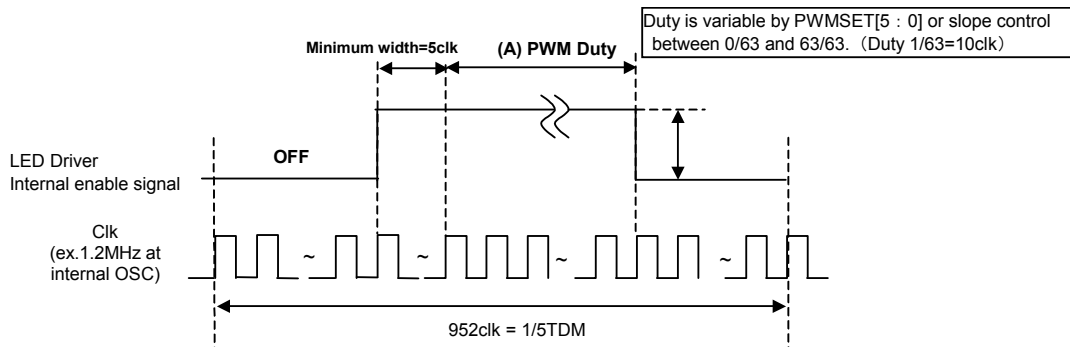 Duty is variable by PWMSET[5 : 0] or slope control
between 0/63 and 63/63. (Duty 1/63=10clk)
Minimum width=5clk
(A) PWM Duty
OFF
LED Driver
Internal enable signal
Clk
(ex.1.2MHz at
internal OSC)
~
~
~
~
952clk = 1/5TDM